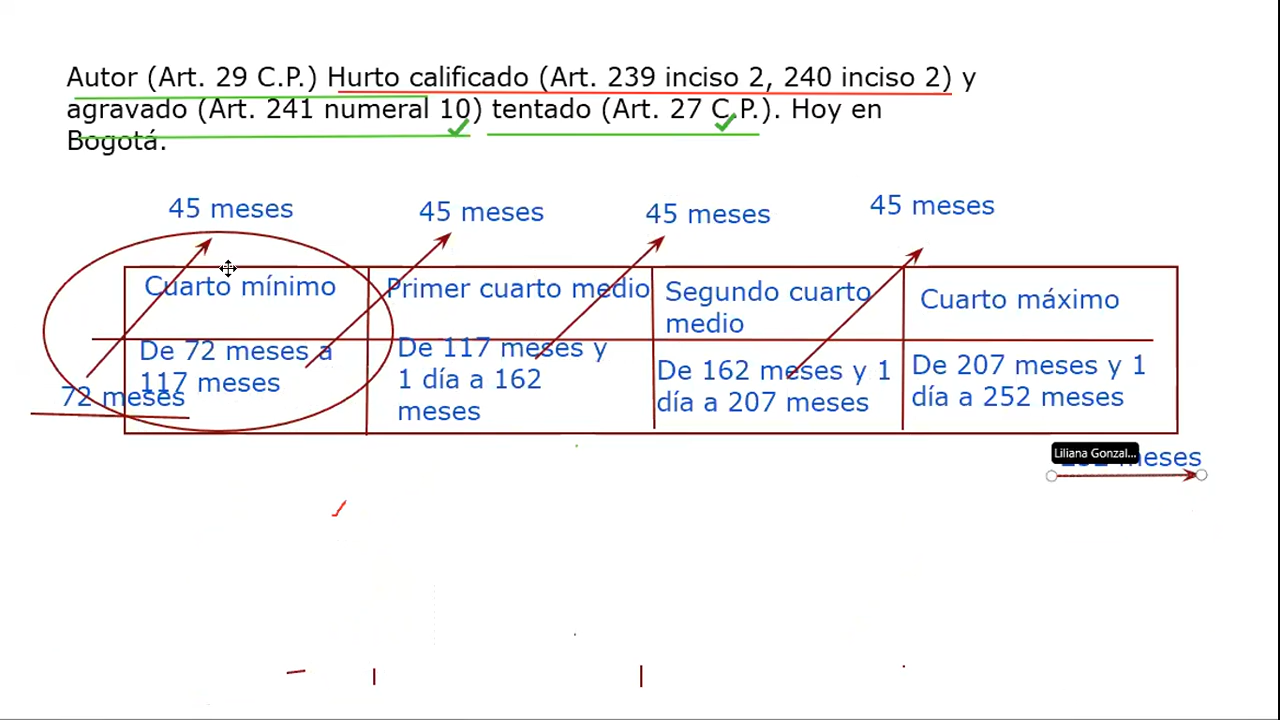 Autor (Art. 29 C.P.) Hurto calificado (Art. 239 inciso 2, 240 inciso 2) y
agravado (Art. 241 numeral 10) tentado (Art. 27 C.P.). Hoy en
Bogotá.
45 meses
45 meses
45 meses
45 meses
Cuarto mínimo
Primer cuarto medio
Segundo cuarto
medio
Cuarto máximo
De 72 meses a
117 meses
72 meses
De 117 meses y
1 día a 162
meses
De 162 meses y 1
día a 207 meses
De 207 meses y 1
día a 252 meses
Liliana Gonzal...
meses